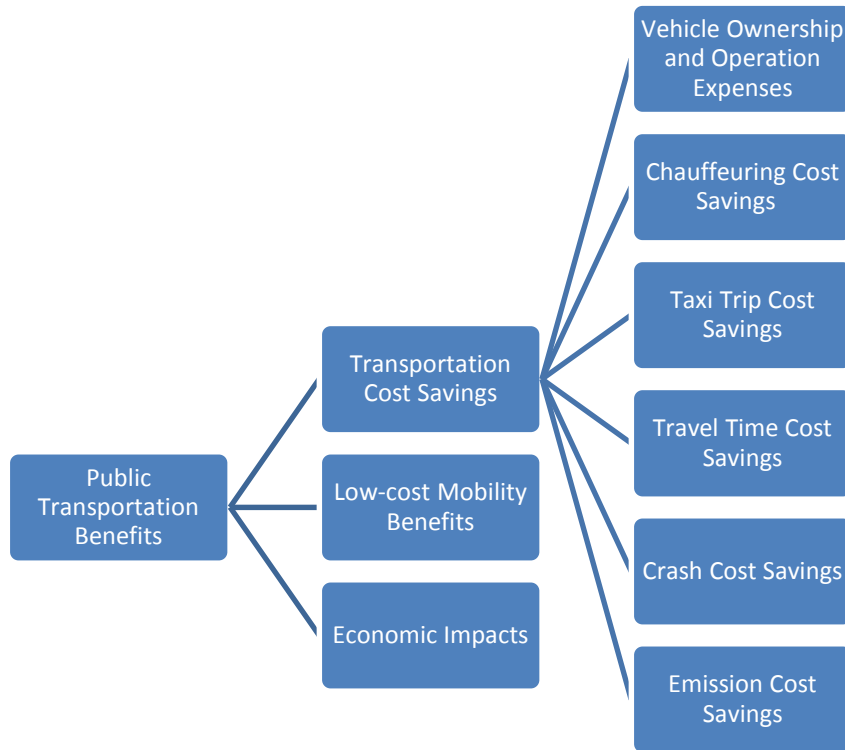 Vehicle Ownership
and Operation
Expenses
Chauffeuring Cost
Savings
Taxi Trip Cost
Savings
Transportation
Cost Savings
Travel Time Cost
Savings
Public
Transportation
Benefits
Low-cost Mobility
Benefits
Crash Cost Savings
Economic Impacts
Emission Cost
Savings